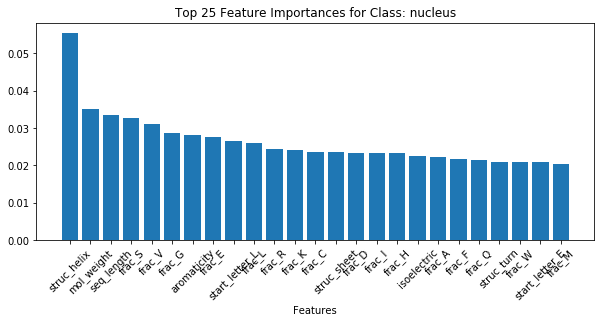 Top 25 Feature Importances for Class: nucleus
0.05
0.04
0.03
0.02
0.01
0.00
struc_helix
mol_weight
seq_length
frac_S
frac_V
frac_G
aromaticity
frac_E
start_letter_L
frac_L
frac_R
frac_K
frac_C
struc_sheet
frac_D
frac_I
frac_H
isoelectric
frac_A
frac_F
frac_Q
struc_turn
frac_W
start_letter_E
frac_M
Features